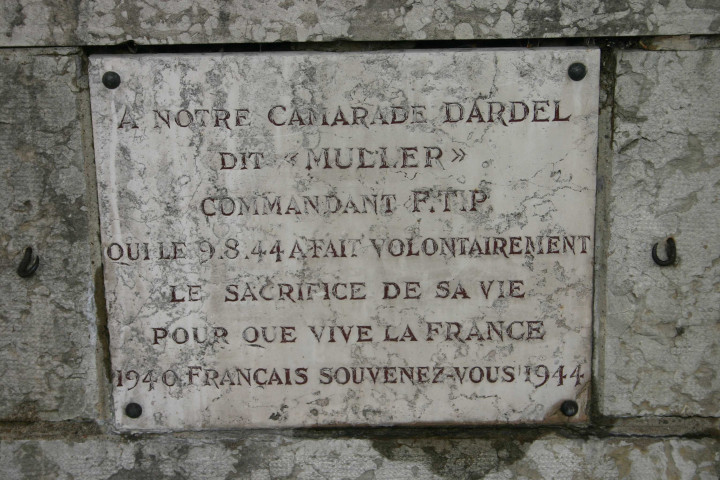 A NOTRE CAMARADE DARDEL
DIT «MULLER»
COMMANDANT F.T.P.
QUI LE 9.8.44 A FAIT VOLONTAIREMENT
LE SACRIFICE DE SA VIE
POUR QUE VIVE LA FRANCE
1940. FRANÇAIS SOUVENEZ-VOUS! 1944